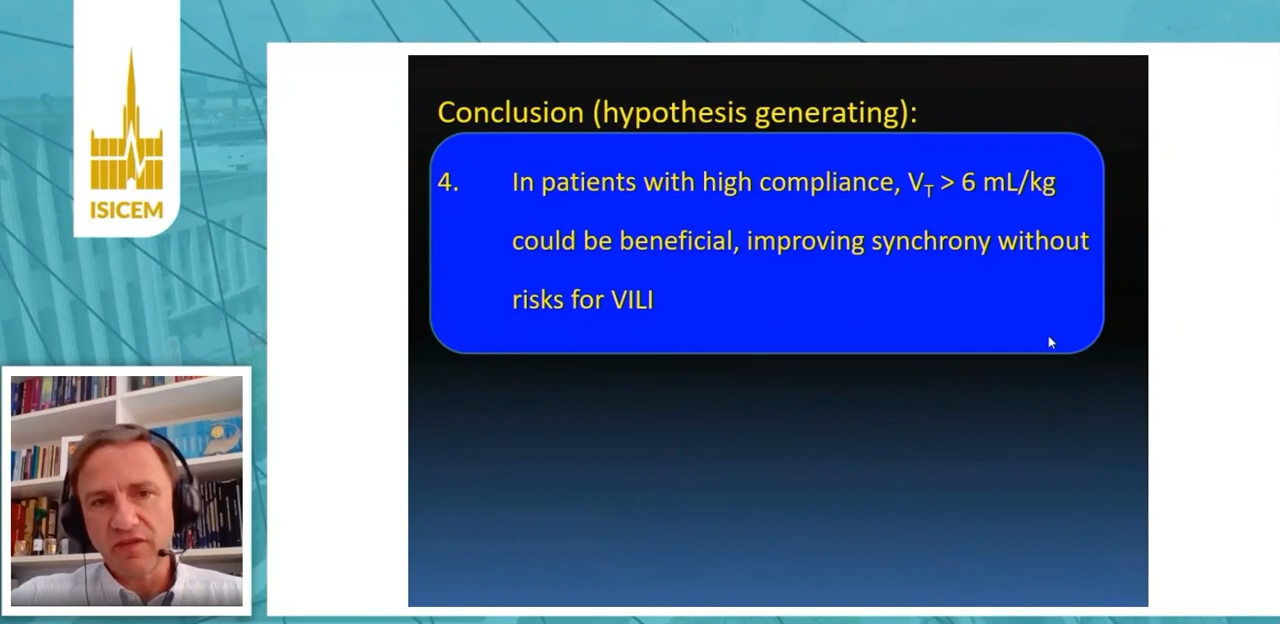 ISICEM
Conclusion (hypothesis generating):
4. In patients with high compliance, VT > 6 mL/kg
could be beneficial, improving synchrony without
risks for VILI